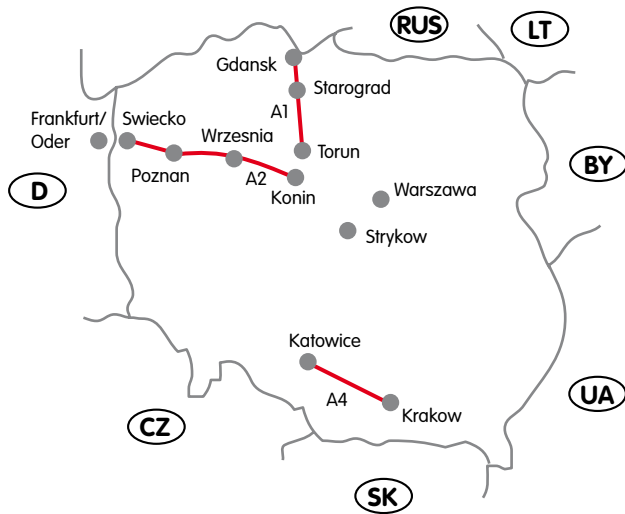 RUS
LT
Gdansk
Starograd
A1
Frankfurt/
Oder
Swiecko
Wrzesnia
Torun
Poznan
A2
Konin
BY
D
Warszawa
Strykow
Katowice
A4
Krakow
UA
CZ
SK